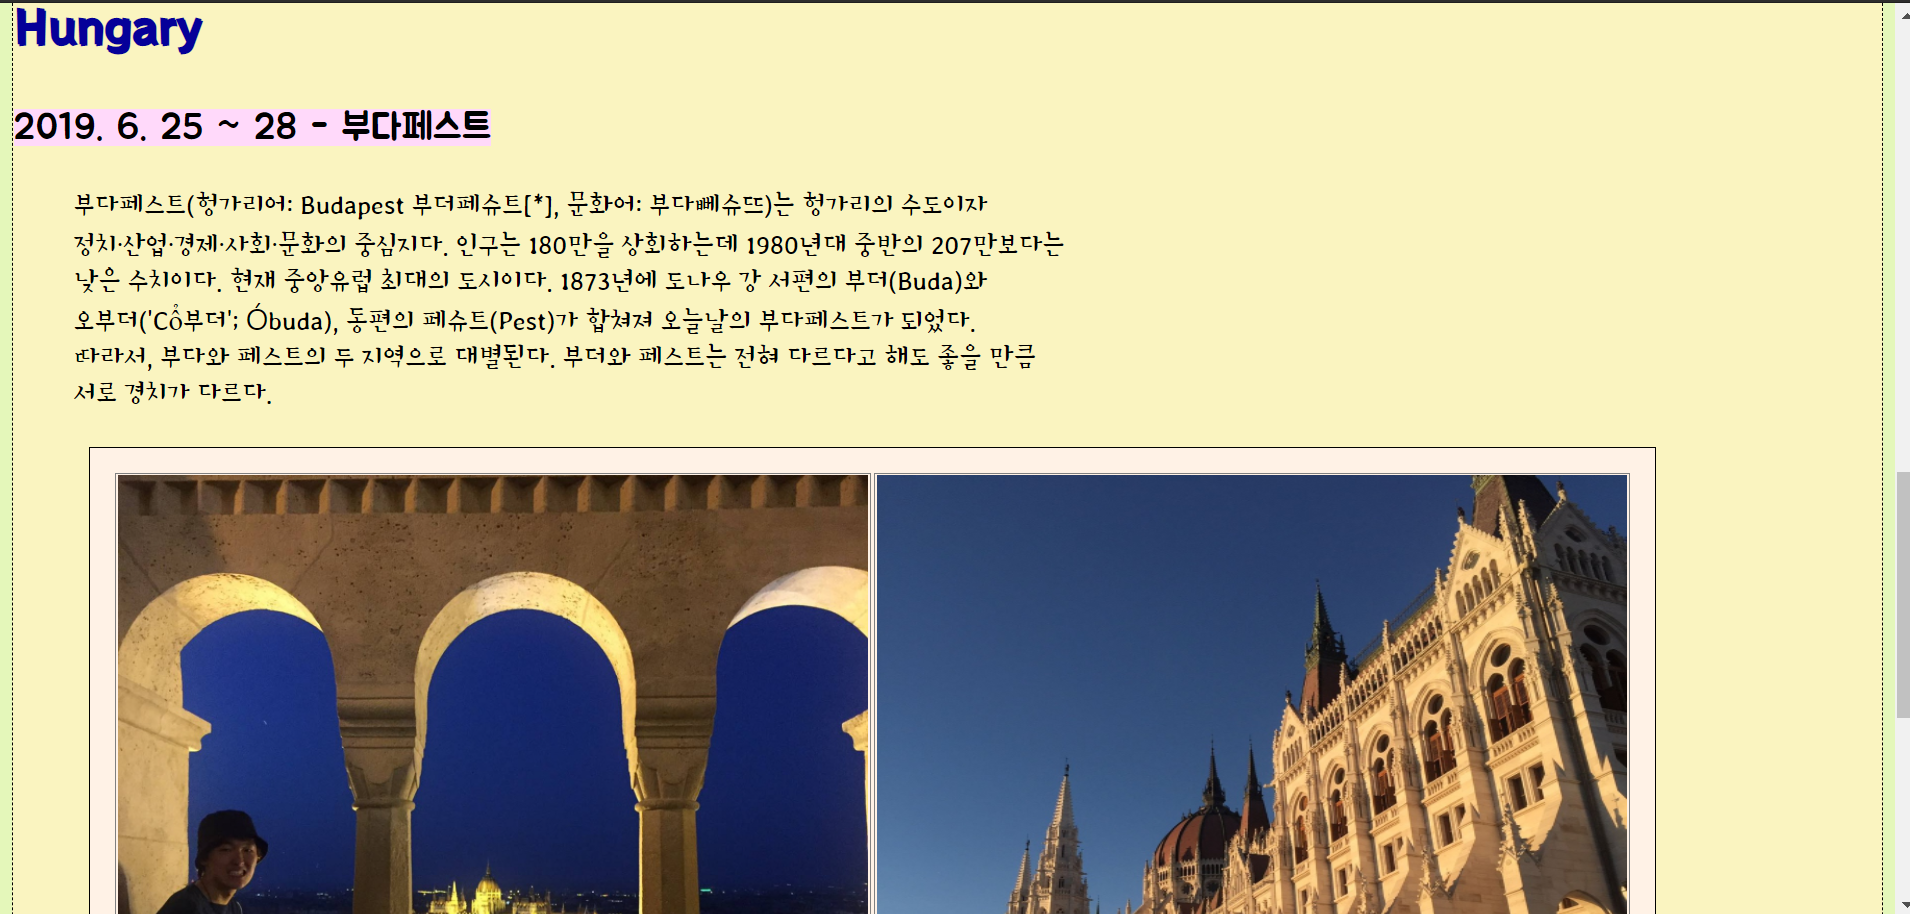 Hungary
2019. 6. 25 ~ 28 - 부다페스트
부다페스트(헝가리어: Budapest 부더페슈트[*], 문화어: 부다뻬슈뜨)는 헝가리의 수도이자
정치·산업·경제·사회·문화의 중심지다. 인구는 180만을 상회하는데 1980년대 중반의 207만보다는
낮은 수치이다. 현재 중앙유럽 최대의 도시이다. 1873년에 도나우 강 서편의 부더(Buda)와
오부더('Cổ부더'; Óbuda), 동편의 페슈트(Pest)가 합쳐져 오늘날의 부다페스트가 되었다.
따라서, 부다와 페스트의 두 지역으로 대별된다. 부더와 페스트는 전혀 다르다고 해도 좋을 만큼
서로 경치가 다르다.